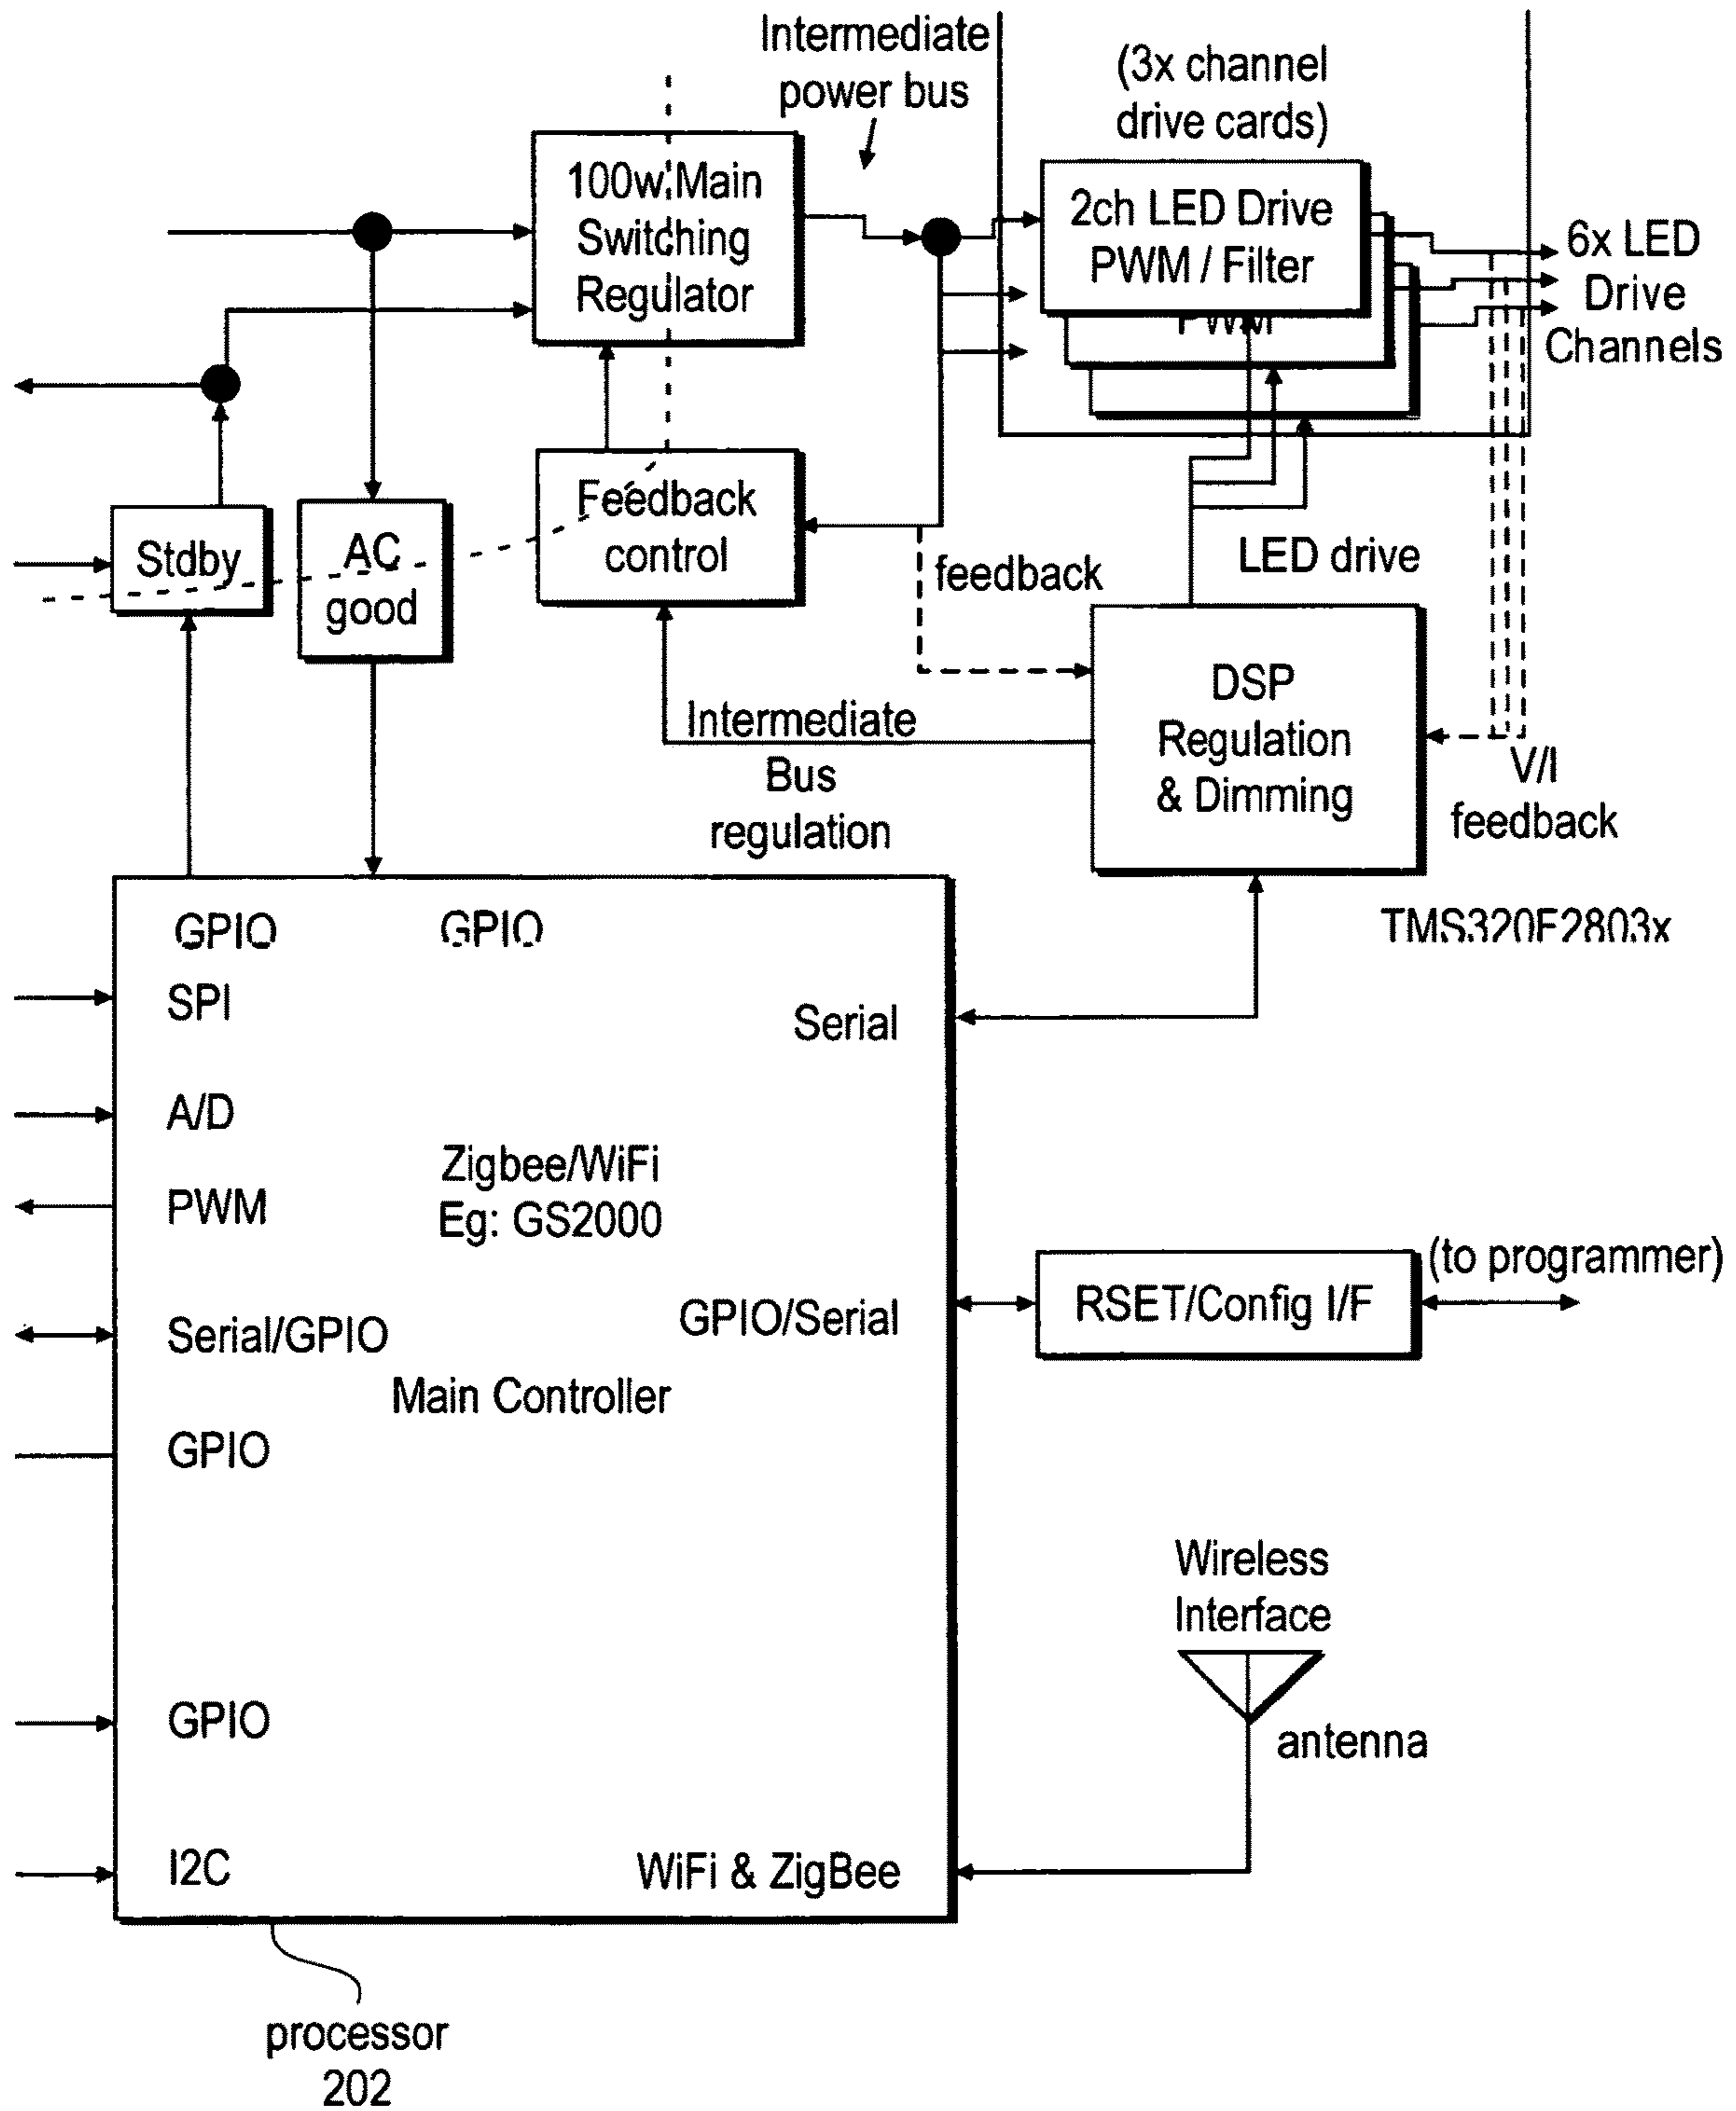 Intermediate
power bus
(3x channel
drive cards)
100w Main
Switching
Regulator
2ch LED Drive
PWM / Filter
PWM
6x LED
Drive
Channels
Stdby
AC
good
Feedback
control
feedback
LED drive
DSP
Regulation
& Dimming
Intermediate
Bus
regulation
V/I
feedback
TMS320F2803x
GPIO
GPIO
SPI
Serial
A/D
Zigbee/WiFi
Eg: GS2000
PWM
(to programmer)
RSET/Config I/F
GPIO/Serial
Serial/GPIO
Main Controller
GPIO
Wireless
Interface
GPIO
antenna
I2C
WiFi & ZigBee
processor
202